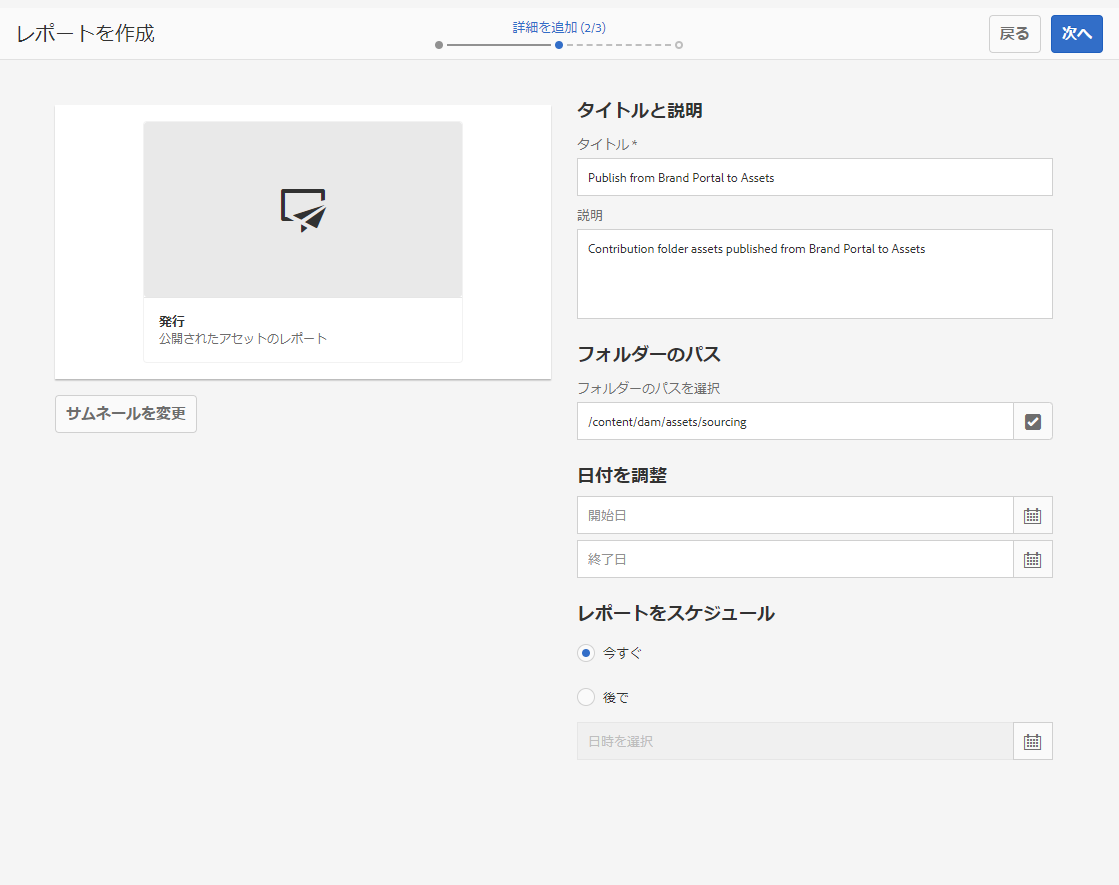 レポートを作成
詳細を追加 (2/3)
戻る
次へ
発行
公開されたアセットのレポート
サムネールを変更
タイトルと説明
タイトル *
Publish from Brand Portal to Assets
説明
Contribution folder assets published from Brand Portal to Assets
フォルダーのパス
フォルダーのパスを選択
/content/dam/assets/sourcing
日付を調整
開始日
終了日
レポートをスケジュール
今すぐ
後で
日時を選択